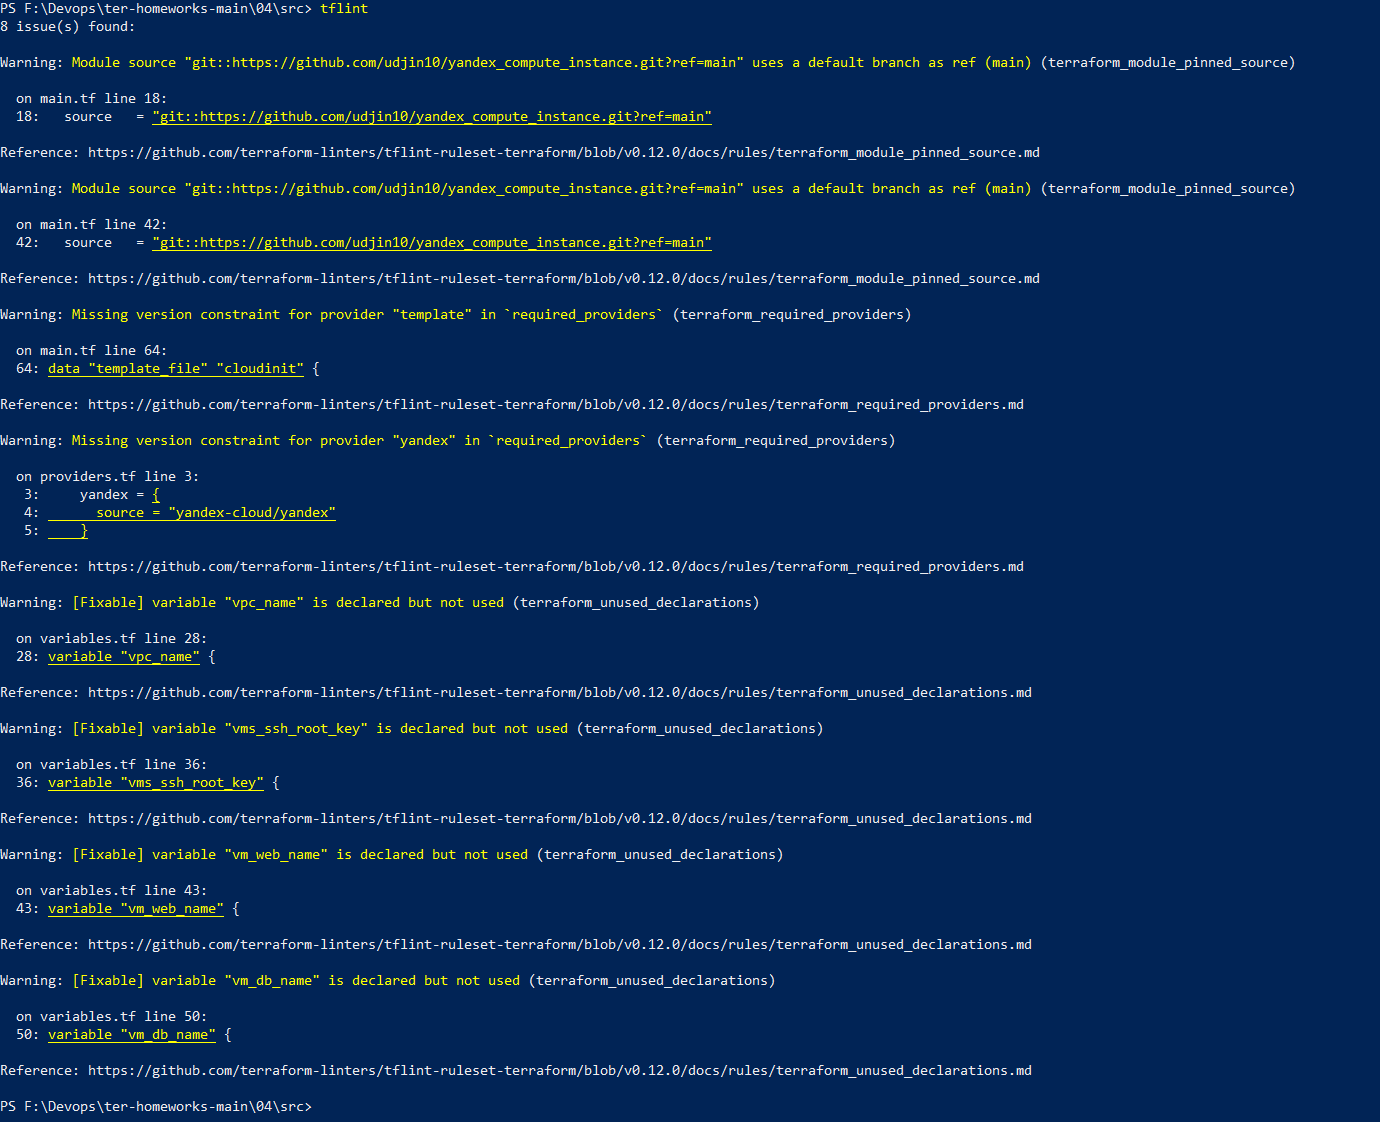 PS F:\Devops\ter-homeworks-main\04\src> tflint
8 issue(s) found:
Warning: Module source "git::https://github.com/udjin10/yandex_compute_instance.git?ref=main" uses a default branch as ref (main) (terraform_module_pinned_source)
on main.tf line 18:
18:   source   = "git::https://github.com/udjin10/yandex_compute_instance.git?ref=main"
Reference: https://github.com/terraform-linters/tflint-ruleset-terraform/blob/v0.12.0/docs/rules/terraform_module_pinned_source.md
Warning: Module source "git::https://github.com/udjin10/yandex_compute_instance.git?ref=main" uses a default branch as ref (main) (terraform_module_pinned_source)
on main.tf line 42:
42:   source   = "git::https://github.com/udjin10/yandex_compute_instance.git?ref=main"
Reference: https://github.com/terraform-linters/tflint-ruleset-terraform/blob/v0.12.0/docs/rules/terraform_module_pinned_source.md
Warning: Missing version constraint for provider "template" in `required_providers` (terraform_required_providers)
on main.tf line 64:
64: data "template_file" "cloudinit" {
Reference: https://github.com/terraform-linters/tflint-ruleset-terraform/blob/v0.12.0/docs/rules/terraform_required_providers.md
Warning: Missing version constraint for provider "yandex" in `required_providers` (terraform_required_providers)
on providers.tf line 3:
3:     yandex = {
4:       source = "yandex-cloud/yandex"
5:     }
Reference: https://github.com/terraform-linters/tflint-ruleset-terraform/blob/v0.12.0/docs/rules/terraform_required_providers.md
Warning: [Fixable] variable "vpc_name" is declared but not used (terraform_unused_declarations)
on variables.tf line 28:
28: variable "vpc_name" {
Reference: https://github.com/terraform-linters/tflint-ruleset-terraform/blob/v0.12.0/docs/rules/terraform_unused_declarations.md
Warning: [Fixable] variable "vms_ssh_root_key" is declared but not used (terraform_unused_declarations)
on variables.tf line 36:
36: variable "vms_ssh_root_key" {
Reference: https://github.com/terraform-linters/tflint-ruleset-terraform/blob/v0.12.0/docs/rules/terraform_unused_declarations.md
Warning: [Fixable] variable "vm_web_name" is declared but not used (terraform_unused_declarations)
on variables.tf line 43:
43: variable "vm_web_name" {
Reference: https://github.com/terraform-linters/tflint-ruleset-terraform/blob/v0.12.0/docs/rules/terraform_unused_declarations.md
Warning: [Fixable] variable "vm_db_name" is declared but not used (terraform_unused_declarations)
on variables.tf line 50:
50: variable "vm_db_name" {
Reference: https://github.com/terraform-linters/tflint-ruleset-terraform/blob/v0.12.0/docs/rules/terraform_unused_declarations.md
PS F:\Devops\ter-homeworks-main\04\src>